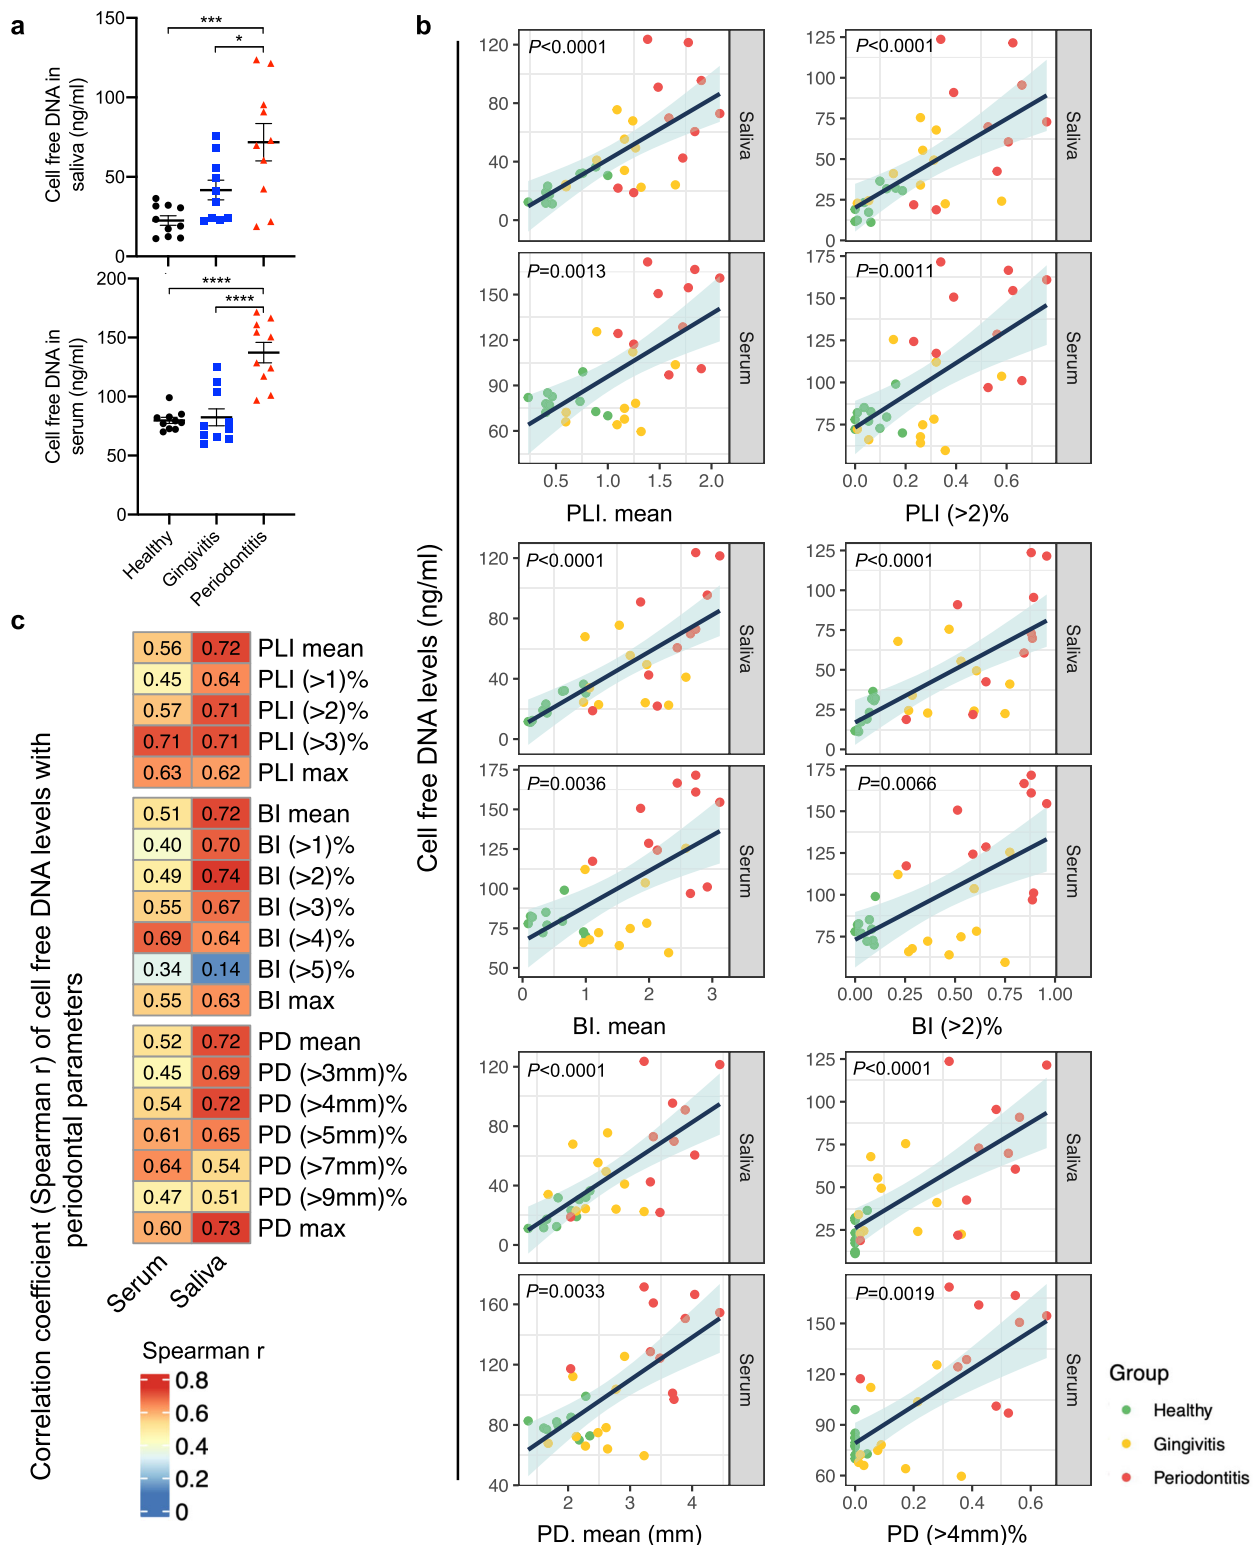 a
Cell free DNA in
saliva (ng/ml)
150
100
50
0
***
*
Cell free DNA in
serum (ng/ml)
200
150
100
50
0
****
****
Healthy
Gingivitis
Periodontitis
b
Cell free DNA levels (ng/ml)
P<0.0001
120
80
40
0
Saliva
P<0.0001
125
100
75
50
25
0
Saliva
P=0.0013
150
120
90
60
Serum
0.5 1.0 1.5 2.0
PLI. mean
P=0.0011
175
150
125
100
75
Serum
0.0 0.2 0.4 0.6
PLI (>2)%
P<0.0001
120
80
40
0
Saliva
P<0.0001
125
100
75
50
25
0
Saliva
P=0.0036
175
150
125
100
75
50
Serum
0 1 2 3
BI. mean
P=0.0066
175
150
125
100
75
Serum
0.00 0.25 0.50 0.75 1.00
BI (>2)%
P<0.0001
120
80
40
0
Saliva
P<0.0001
125
100
75
50
25
Saliva
P=0.0033
160
120
80
40
Serum
2 3 4
PD. mean (mm)
P=0.0019
150
120
90
60
Serum
0.0 0.2 0.4 0.6
PD (>4mm)%
Group
Healthy
Gingivitis
Periodontitis
c
Correlation coefficient (Spearman r) of cell free DNA levels with
periodontal parameters
0.56 0.72 PLI mean
0.45 0.64 PLI (>1)%
0.57 0.71 PLI (>2)%
0.71 0.71 PLI (>3)%
0.63 0.62 PLI max
0.51 0.72 BI mean
0.40 0.70 BI (>1)%
0.49 0.74 BI (>2)%
0.55 0.67 BI (>3)%
0.69 0.64 BI (>4)%
0.34 0.14 BI (>5)%
0.55 0.63 BI max
0.52 0.72 PD mean
0.45 0.69 PD (>3mm)%
0.54 0.72 PD (>4mm)%
0.61 0.65 PD (>5mm)%
0.64 0.54 PD (>7mm)%
0.47 0.51 PD (>9mm)%
0.60 0.73 PD max
Serum Saliva
Spearman r
0.8
0.6
0.4
0.2
0